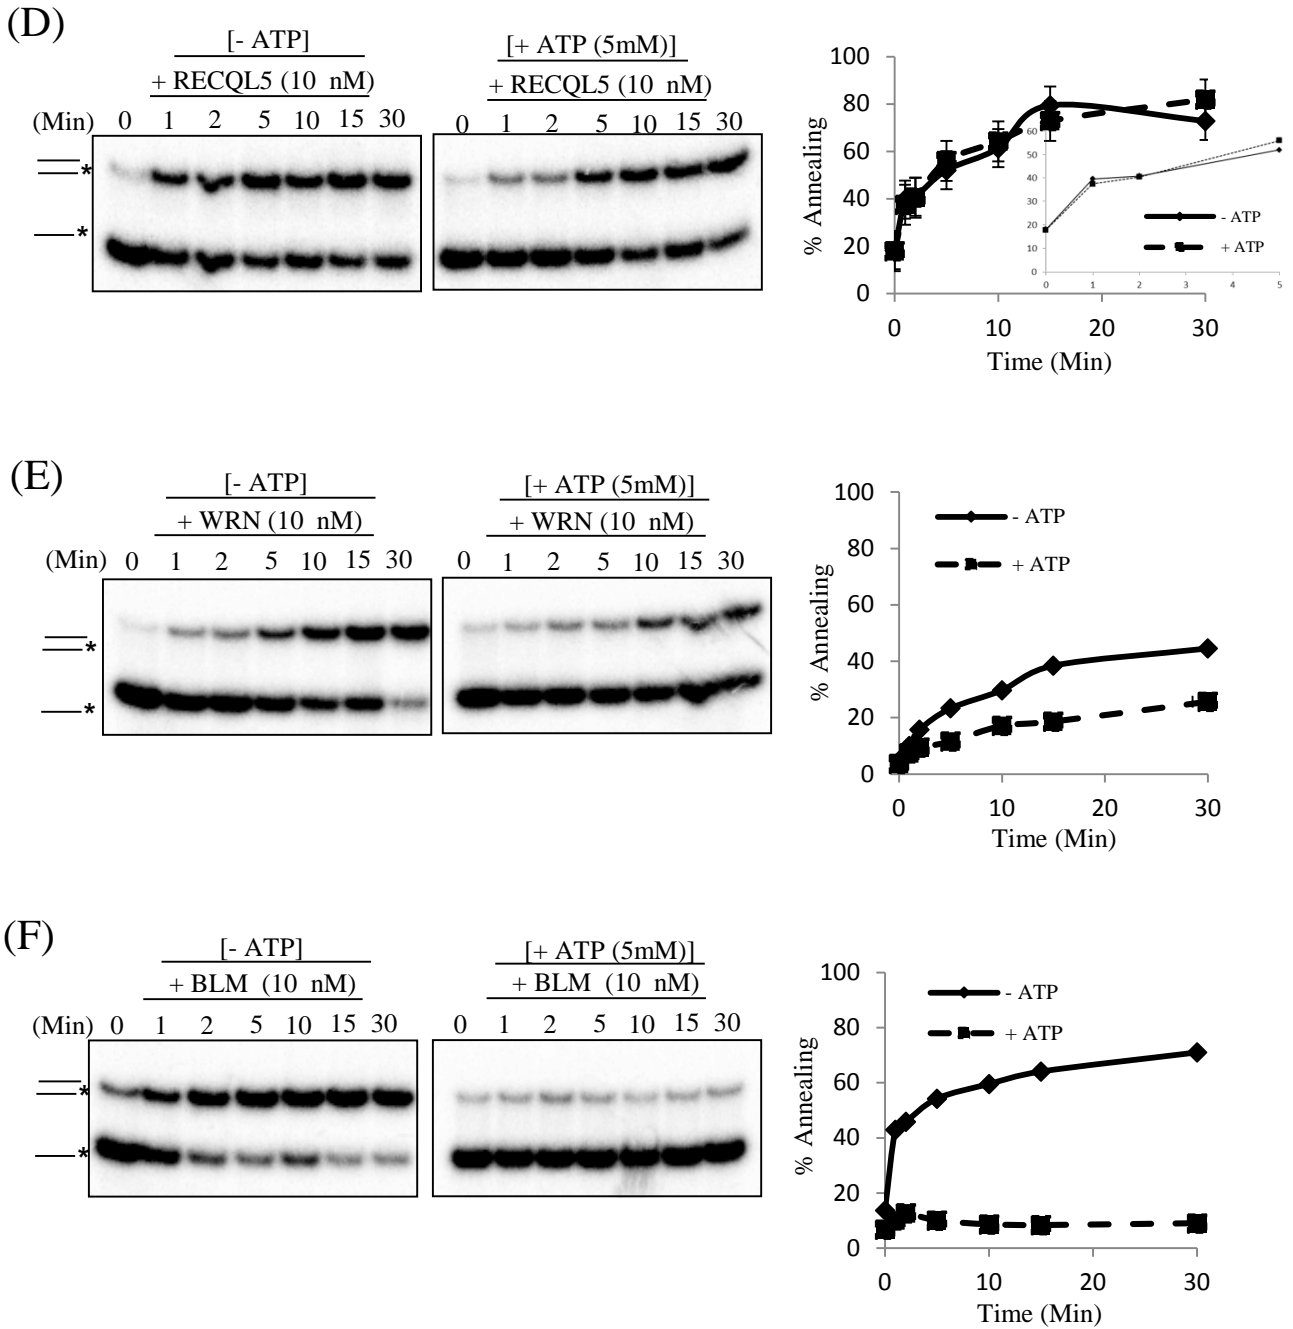 (D)
[- ATP]
+ RECQL5 (10 nM)
(Min) 0 1 2 5 10 15 30
*
*
[+ ATP (5mM)]
+ RECQL5 (10 nM)
0 1 2 5 10 15 30
% Annealing
100
80
60
40
20
0
0 10 20 30
Time (Min)
60
50
40
30
20
10
0
0 1 2 3 4 5
- ATP
+ ATP
(E)
[- ATP]
+ WRN (10 nM)
(Min) 0 1 2 5 10 15 30
*
*
[+ ATP (5mM)]
+ WRN (10 nM)
0 1 2 5 10 15 30
% Annealing
100
80
60
40
20
0
0 10 20 30
Time (Min)
- ATP
+ ATP
(F)
[- ATP]
+ BLM (10 nM)
(Min) 0 1 2 5 10 15 30
*
*
[+ ATP (5mM)]
+ BLM (10 nM)
0 1 2 5 10 15 30
% Annealing
100
80
60
40
20
0
0 10 20 30
Time (Min)
- ATP
+ ATP